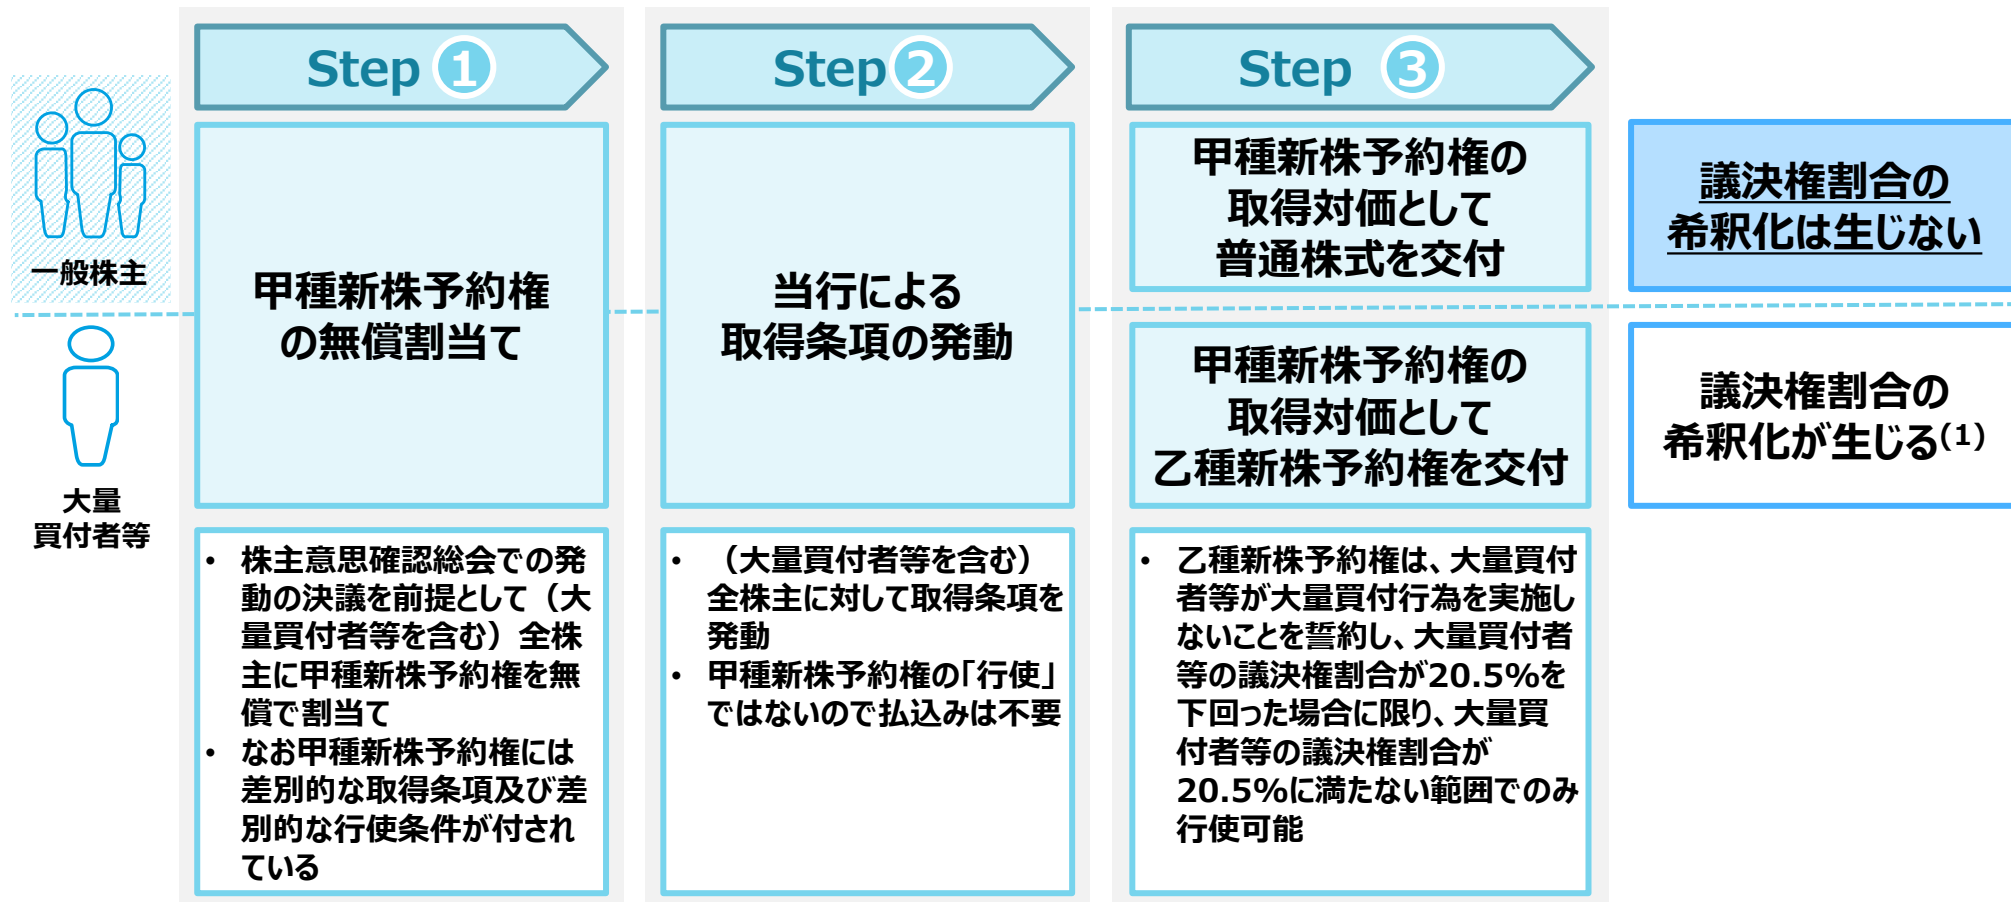 Step 1
Step 2
Step 3
一般株主
大量
買付者等
甲種新株予約権
の無償割当て
当行による
取得条項の発動
甲種新株予約権の
取得対価として
普通株式を交付
甲種新株予約権の
取得対価として
乙種新株予約権を交付
議決権割合の
希釈化は生じない
議決権割合の
希釈化が生じる(1)
• 株主意思確認総会での発
動の決議を前提として（大
量買付者等を含む）全株
主に甲種新株予約権を無
償で割当て
• なお甲種新株予約権には
差別的な取得条項及び差
別的な行使条件が付され
ている
• （大量買付者等を含む）
全株主に対して取得条項を
発動
• 甲種新株予約権の「行使」
ではないので払込みは不要
• 乙種新株予約権は、大量買付
者等が大量買付行為を実施し
ないことを誓約し、大量買付者
等の議決権割合が20.5%を
下回った場合に限り、大量買
付者等の議決権割合が
20.5%に満たない範囲でのみ
行使可能